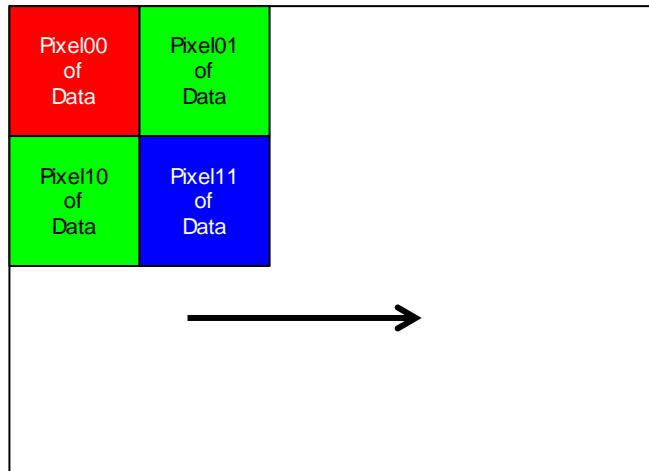 Pixel00
of
Data
Pixel01
of
Data
Pixel10
of
Data
Pixel11
of
Data